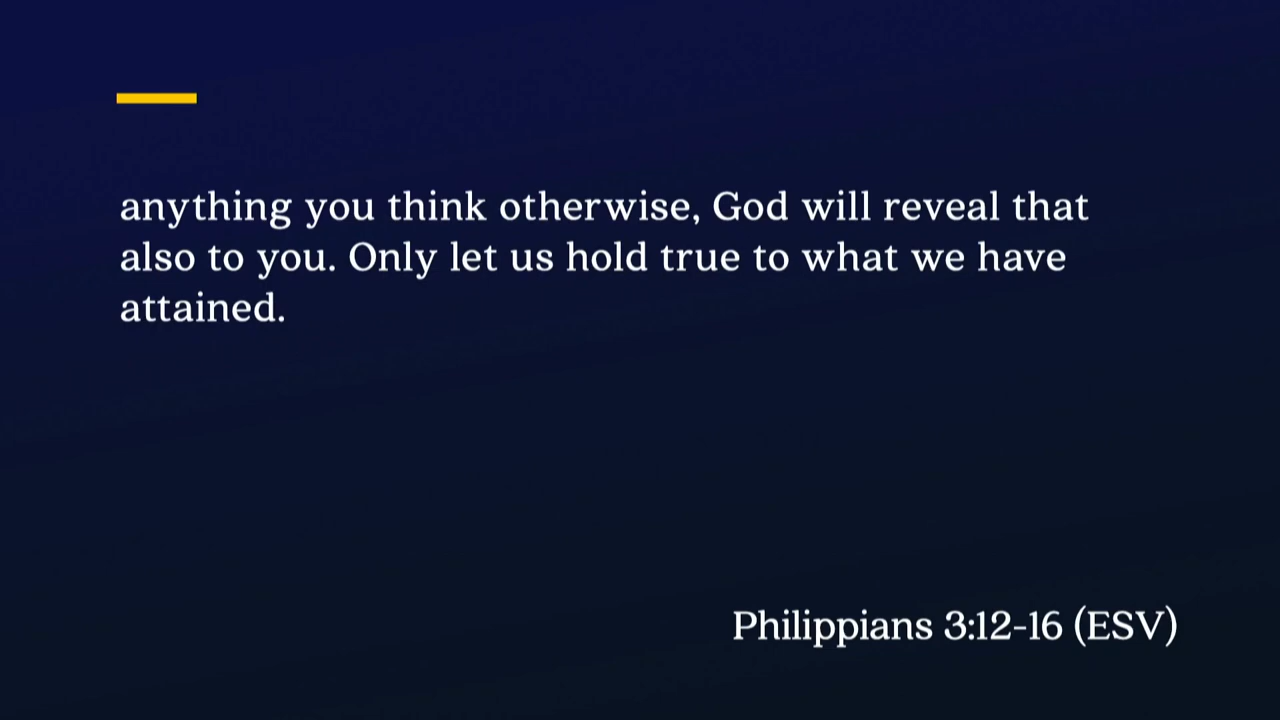 anything you think otherwise, God will reveal that
also to you. Only let us hold true to what we have
attained.
Philippians 3:12-16 (ESV)